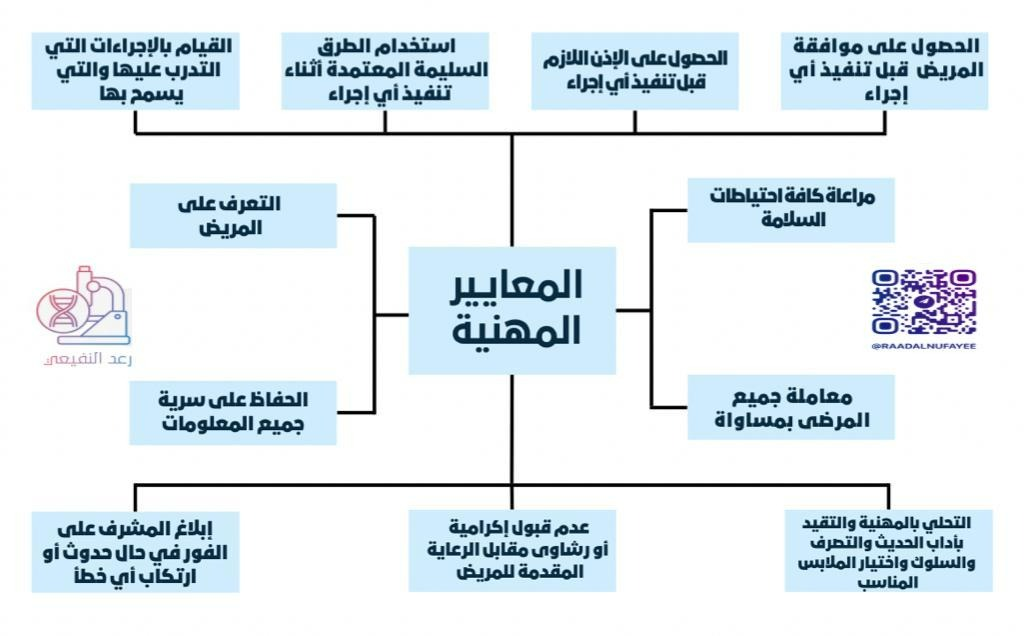 الحصول على موافقة
المريض قبل تنفيذ أي
إجراء
الحصول على الإذن اللازم
قبل تنفيذ أي إجراء
استخدام الطرق
السليمة المعتمدة أثناء
تنفيذ أي إجراء
القيام بالإجراءات التي
التدرب عليها والتي
يسمح بها
مراعاة كافة احتياطات
السلامة
التعرف على
المريض
المعايير
المهنية
@RAADALNUFAYEE
رعد النفيعي
معاملة جميع
المرضى بمساواة
الحفاظ على سرية
جميع المعلومات
التحلي بالمهنية والتقيد
بأداب الحديث والتصرف
والسلوك واختيار الملابس
المناسب
عدم قبول إكرامية
أو رشاوى مقابل الرعاية
المقدمة للمريض
إبلاغ المشرف على
الفور في حال حدوث أو
ارتكاب أي خطأ